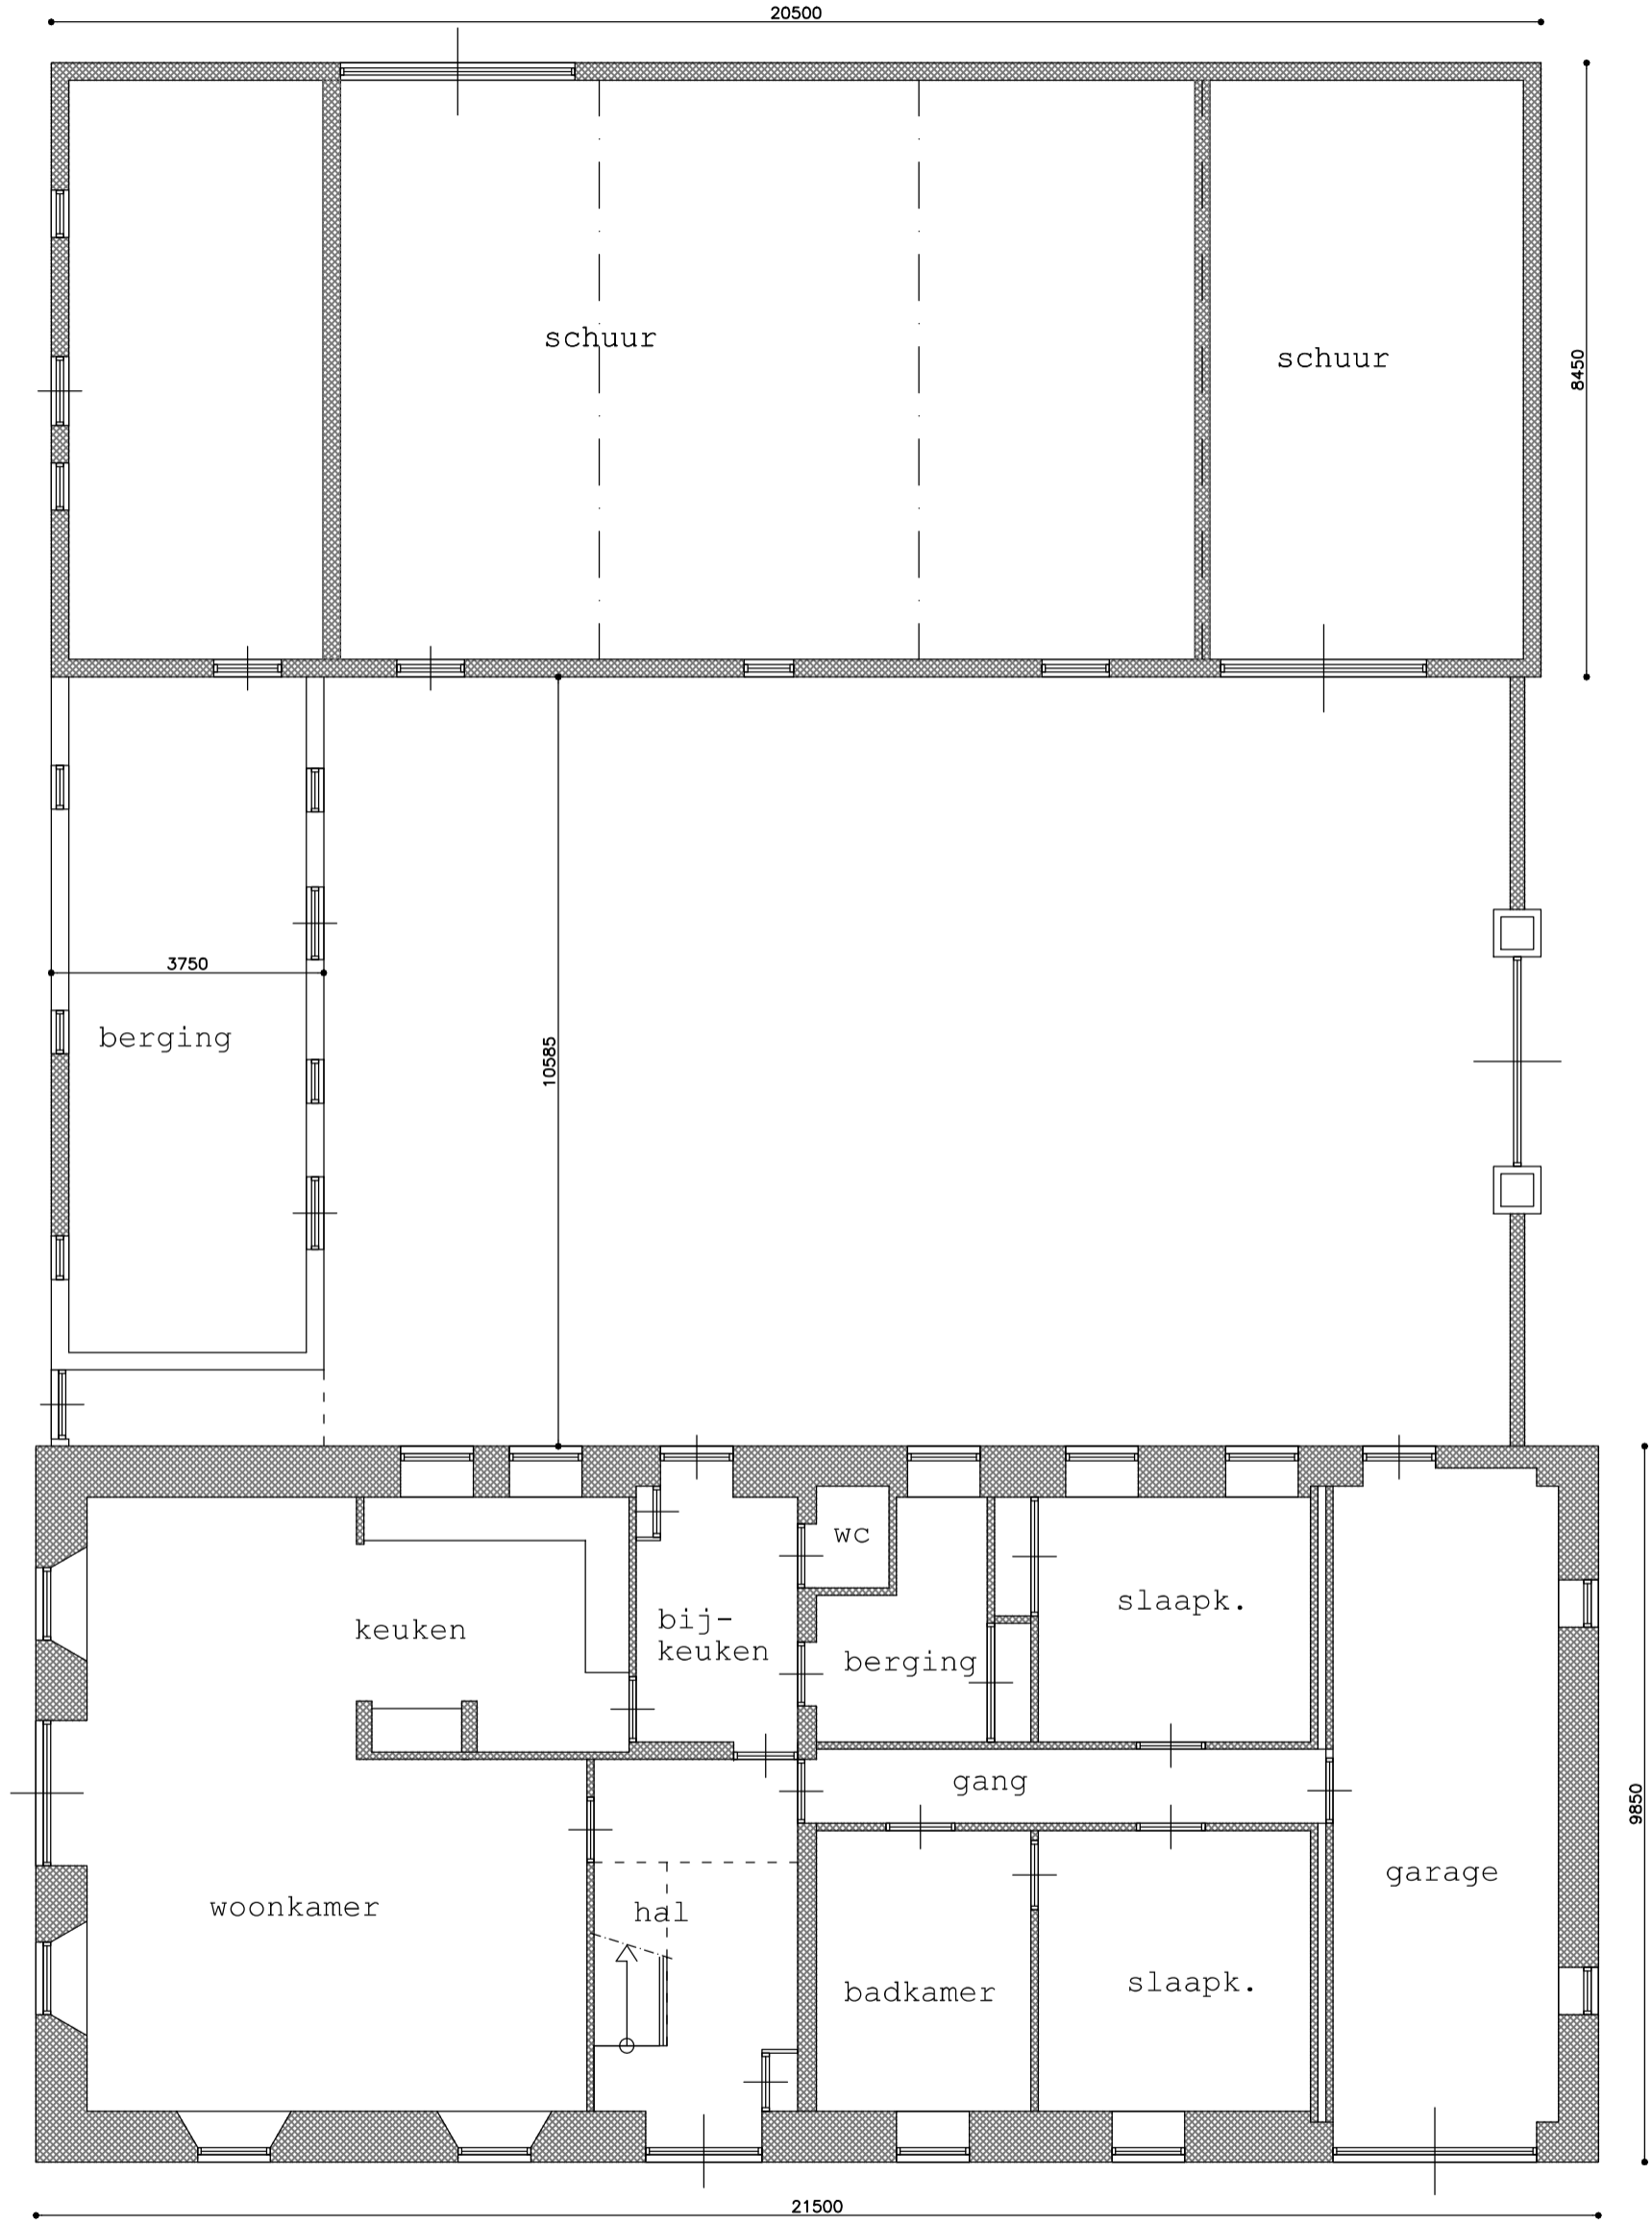 20500
schuur
schuur
8450
3750
berging
10585
wc
slaapk.
keuken
bij-
keuken
berging
gang
9850
garage
woonkamer
hal
slaapk.
badkamer
21500